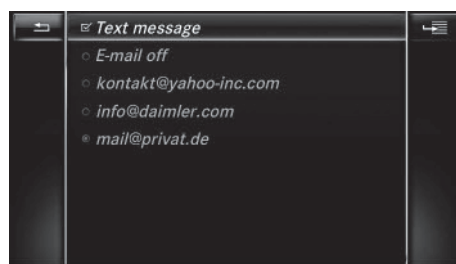 Text message
E-mail off
kontakt@yahoo-inc.com
info@daimler.com
mail@privat.de